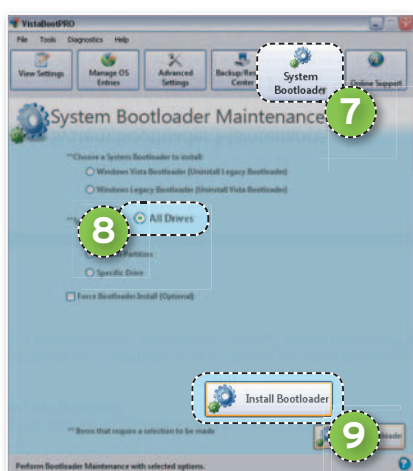 VistaBootPRO
File Tools Diagnostics Help
View Settings
Manage OS Entries
Advanced Settings
Backup/Res Center
System Bootloader
Online Support
7
System Bootloader Maintenance
**Choose a System Bootloader to install:
Windows Vista Bootloader (Uninstall Legacy Bootloader)
Windows Legacy Bootloader (Uninstall Vista Bootloader)
8
All Drives
Specific Drive
Force Bootloader Install (Optional)
Install Bootloader
** Items that require a selection to be made
9
Perform Bootloader Maintenance with selected options.